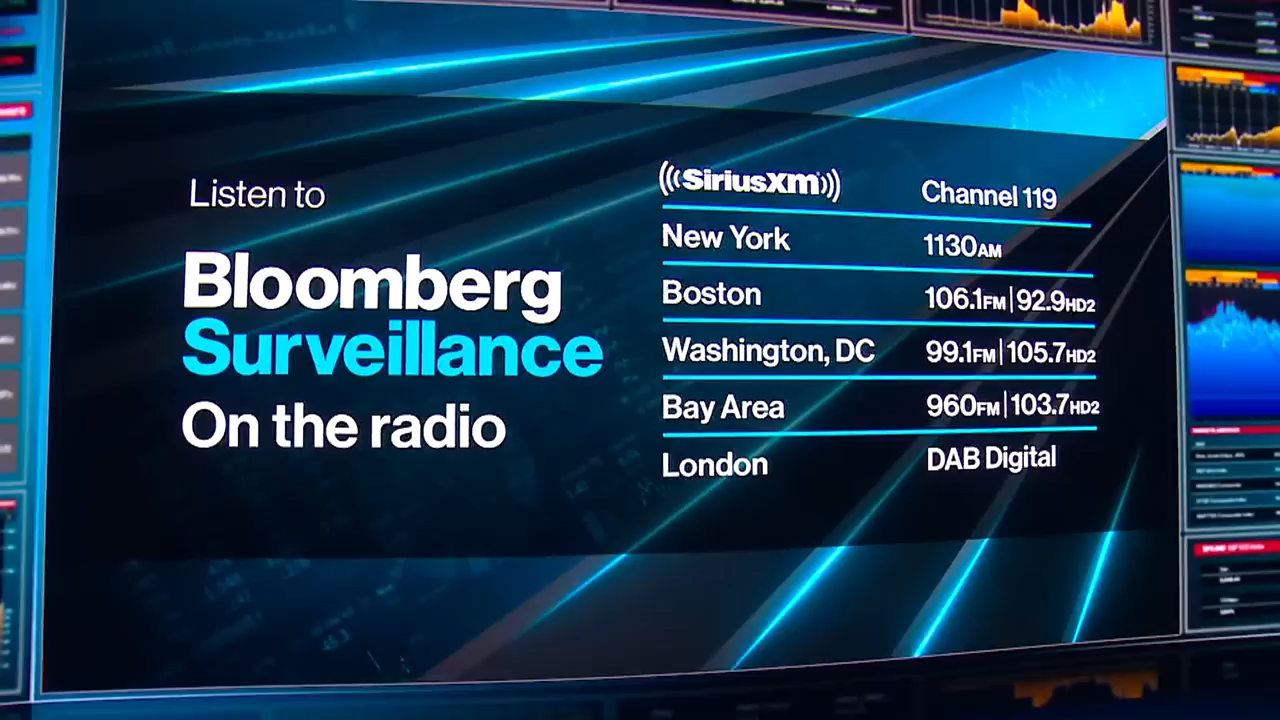 Listen to
Bloomberg
Surveillance
On the radio
SiriusXM Channel 119
New York 1130AM
Boston 106.1FM|92.9HD2
Washington, DC 99.1FM|105.7HD2
Bay Area 960FM|103.7HD2
London DAB Digital